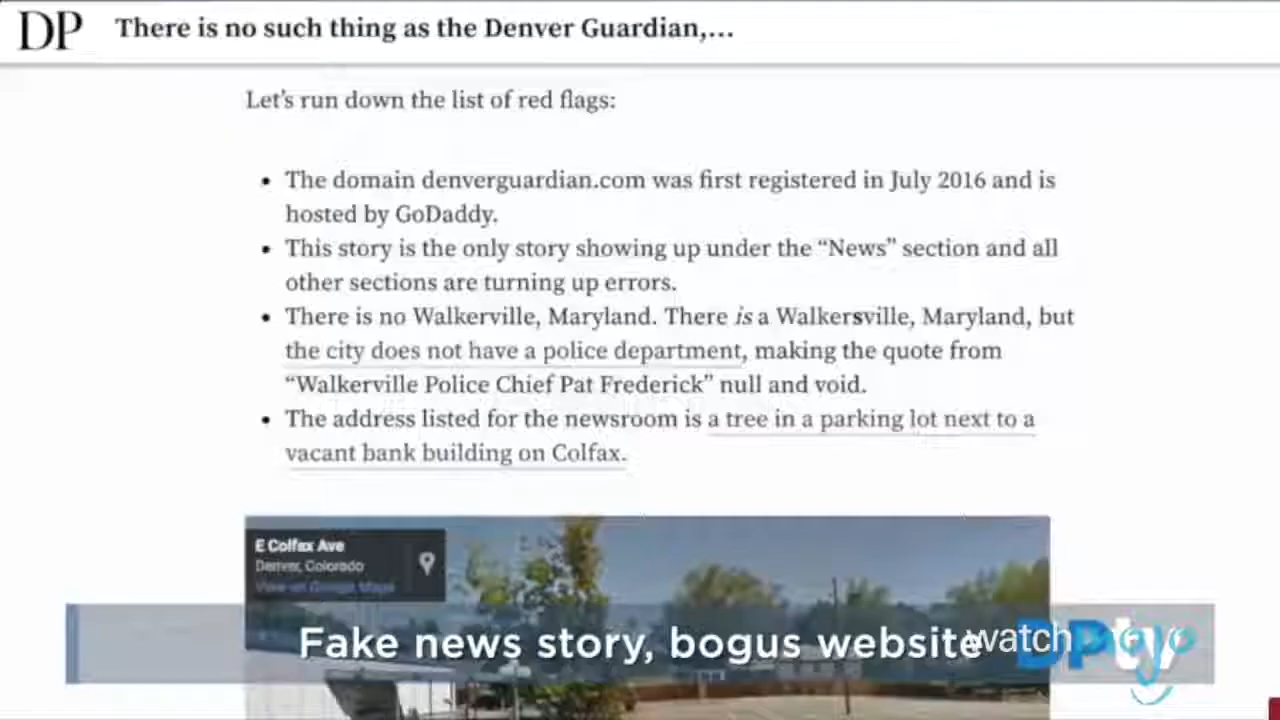 DP There is no such thing as the Denver Guardian,...
Let's run down the list of red flags:
• The domain denverguardian.com was first registered in July 2016 and is
hosted by GoDaddy.
• This story is the only story showing up under the “News” section and all
other sections are turning up errors.
• There is no Walkerville, Maryland. There is a Walkersville, Maryland, but
the city does not have a police department, making the quote from
“Walkerville Police Chief Pat Frederick” null and void.
• The address listed for the newsroom is a tree in a parking lot next to a
vacant bank building on Colfax.
E Colfax Ave
Denver, Colorado
View on Google Maps
Fake news story, bogus website
watch
DPtv